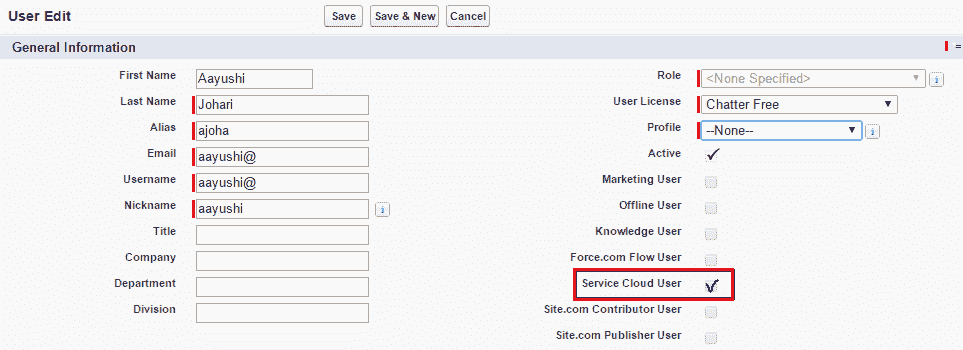 User Edit Save Save & New Cancel
General Information =
First Name Aayushi Role <None Specified> i
Last Name Johari User License Chatter Free
Alias ajoha Profile --None-- i
Email aayushi@ Active
Username aayushi@ Marketing User
Nickname aayushi i Offline User
Title Knowledge User
Company Force.com Flow User
Department Service Cloud User
Division Site.com Contributor User
Site.com Publisher User